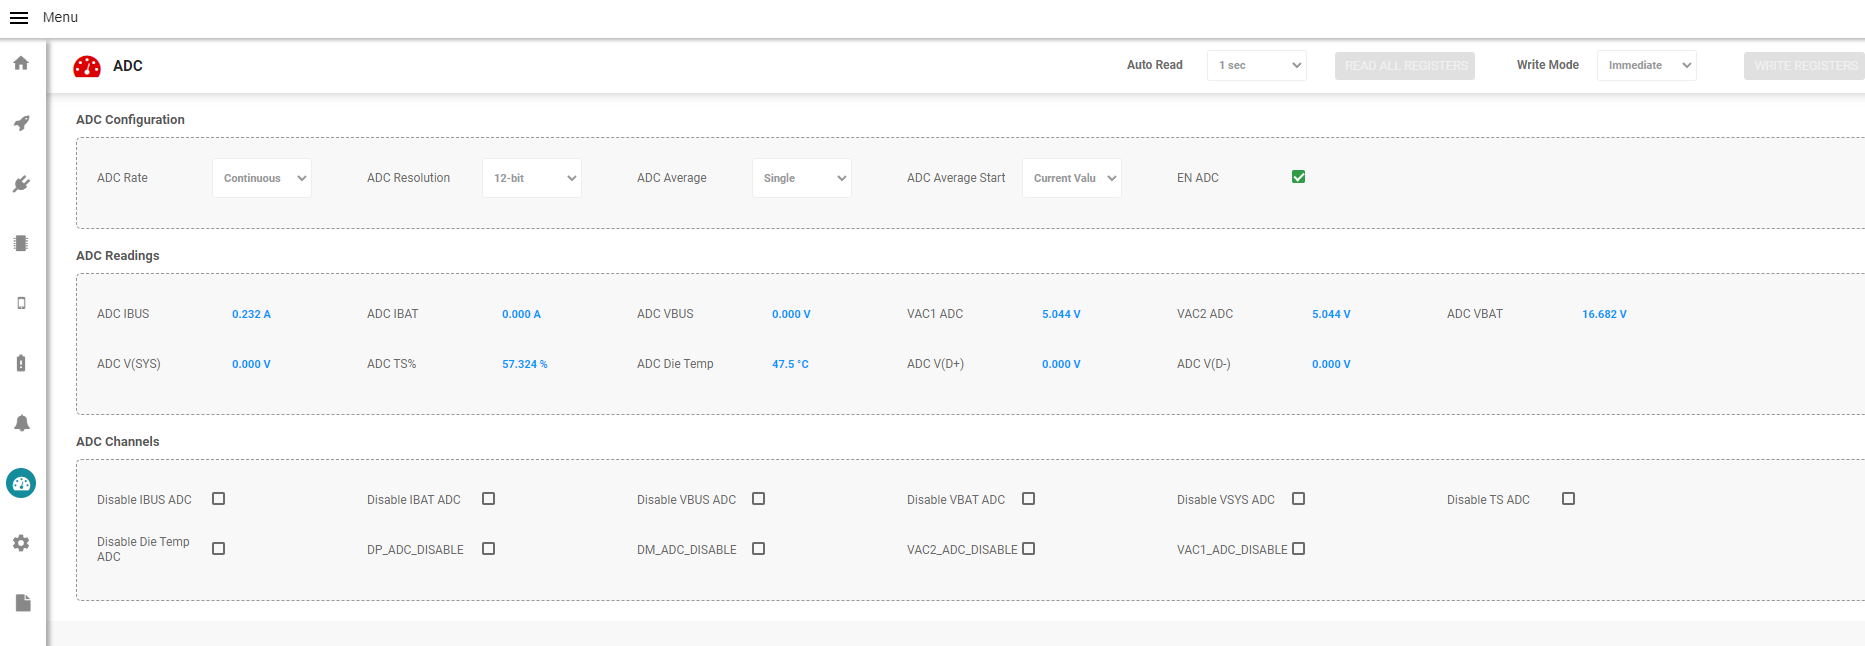 Menu
ADC
Auto Read 1 sec READ ALL REGISTERS Write Mode Immediate WRITE REGISTERS
ADC Configuration
ADC Rate Continuous ADC Resolution 12-bit ADC Average Single ADC Average Start Current Valu EN ADC
ADC Readings
ADC IBUS 0.232 A ADC IBAT 0.000 A ADC VBUS 0.000 V VAC1 ADC 5.044 V VAC2 ADC 5.044 V ADC VBAT 16.682 V
ADC V(SYS) 0.000 V ADC TS% 57.324 % ADC Die Temp 47.5 °C ADC V(D+) 0.000 V ADC V(D-) 0.000 V
ADC Channels
Disable IBUS ADC Disable IBAT ADC Disable VBUS ADC Disable VBAT ADC Disable VSYS ADC Disable TS ADC
Disable Die Temp
ADC
DP_ADC_DISABLE DM_ADC_DISABLE VAC2_ADC_DISABLE VAC1_ADC_DISABLE